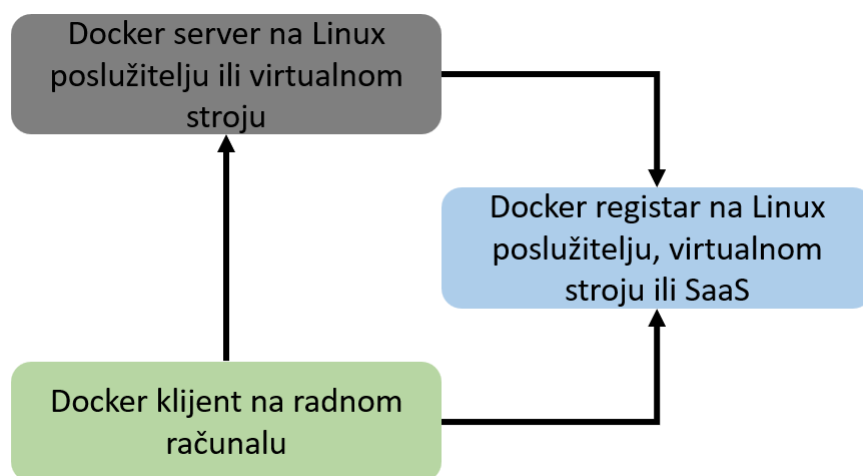 Docker server na Linux
poslužitelju ili virtualnom
stroju
Docker registar na Linux
poslužitelju, virtualnom
stroju ili SaaS
Docker klijent na radnom
računalu